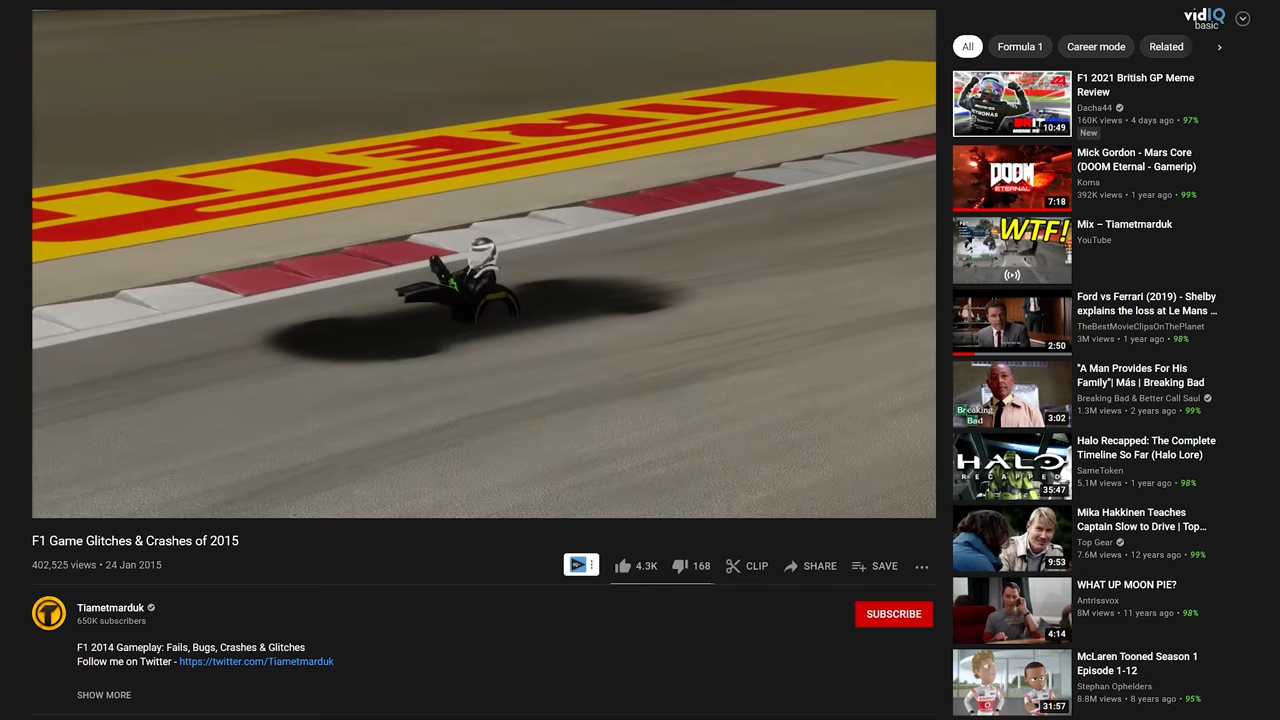 vidIQ
basic
All
Formula 1
Career mode
Related
F1 2021 British GP Meme
Review
Dacha44
160K views • 4 days ago • 97%
New
10:49
Mick Gordon - Mars Core
(DOOM Eternal - Gamerip)
Koma
392K views • 1 year ago • 99%
DOOM
ETERNAL
7:18
Mix – Tiametmarduk
YouTube
WTF!
Ford vs Ferrari (2019) - Shelby
explains the loss at Le Mans ...
TheBestMovieClipsOnThePlanet
3M views • 1 year ago • 98%
2:50
"A Man Provides For His
Family"| Más | Breaking Bad
Breaking Bad & Better Call Saul
1.3M views • 2 years ago • 99%
Breaking
Bad
3:02
Halo Recapped: The Complete
Timeline So Far (Halo Lore)
SameToken
5.1M views • 1 year ago • 98%
HALO
RECAPPED
35:47
Mika Hakkinen Teaches
Captain Slow to Drive | Top...
Top Gear
7.6M views • 12 years ago • 99%
9:53
WHAT UP MOON PIE?
Antrissvox
8M views • 11 years ago • 98%
4:14
McLaren Tooned Season 1
Episode 1-12
Stephan Ophelders
8.8M views • 8 years ago • 95%
31:57
F1 Game Glitches & Crashes of 2015
402,525 views • 24 Jan 2015
4.3K
168
CLIP
SHARE
SAVE
Tiametmarduk
650K subscribers
SUBSCRIBE
F1 2014 Gameplay: Fails, Bugs, Crashes & Glitches
Follow me on Twitter - https://twitter.com/Tiametmarduk
SHOW MORE